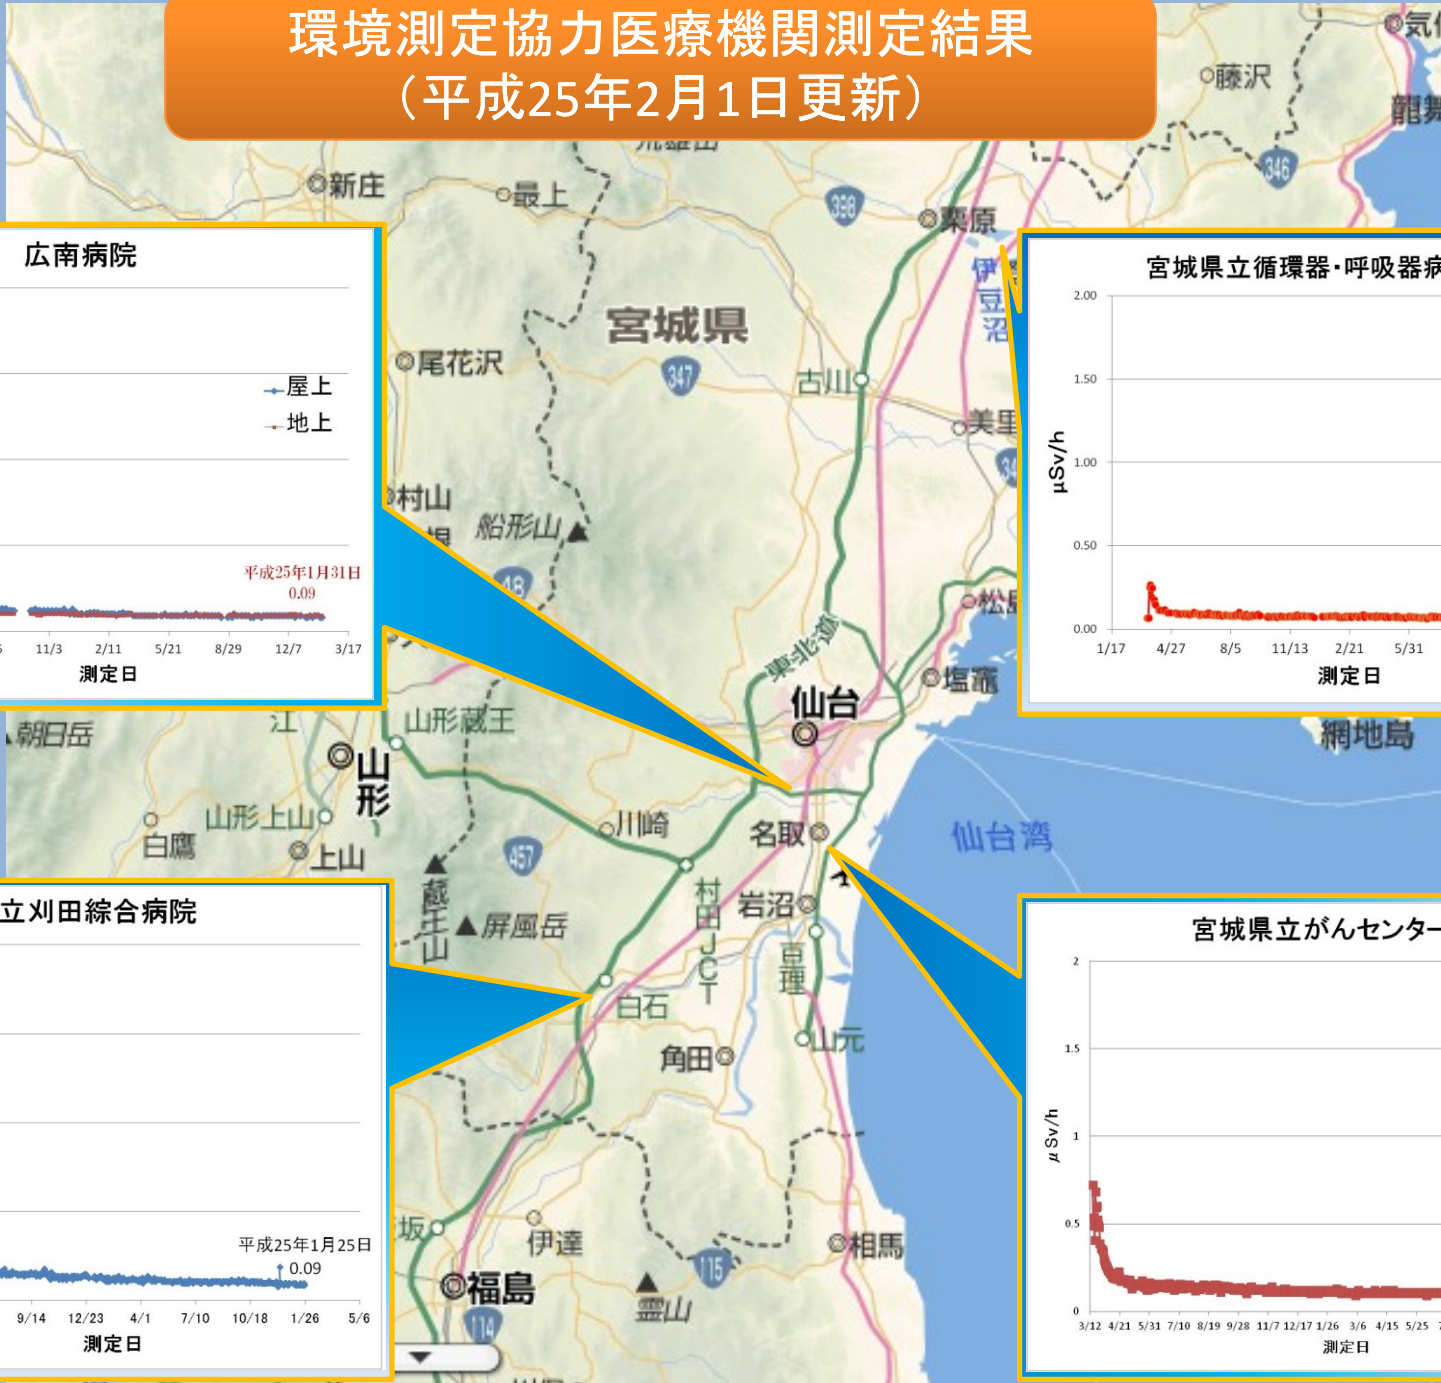 環境測定協力医療機関測定結果
（平成25年2月1日更新）
広南病院
屋上
地上
平成25年1月31日
0.09
11/3 2/11 5/21 8/29 12/7 3/17
測定日
宮城県立循環器・呼吸器病
2.00
1.50
1.00
0.50
0.00
μSv/h
1/17 4/27 8/5 11/13 2/21 5/31
測定日
立刈田綜合病院
平成25年1月25日
0.09
9/14 12/23 4/1 7/10 10/18 1/26 5/6
測定日
宮城県立がんセンター
2
1.5
1
0.5
0
μSv/h
3/12 4/21 5/31 7/10 8/19 9/28 11/7 12/17 1/26 3/6 4/15 5/25
測定日
藤沢
346
新庄
最上
398
栗原
伊豆沼
宮城県
尾花沢
347
古川
美里
村山
船形山
48
東北道
塩竈
仙台
網地島
朝日岳
山形蔵王
山形
山形上山
白鷹
上山
川崎
457
名取
仙台湾
蔵王山
屏風岳
村田JCT
岩沼
亘理
白石
角田
山元
伊達
115
相馬
福島
霊山
114